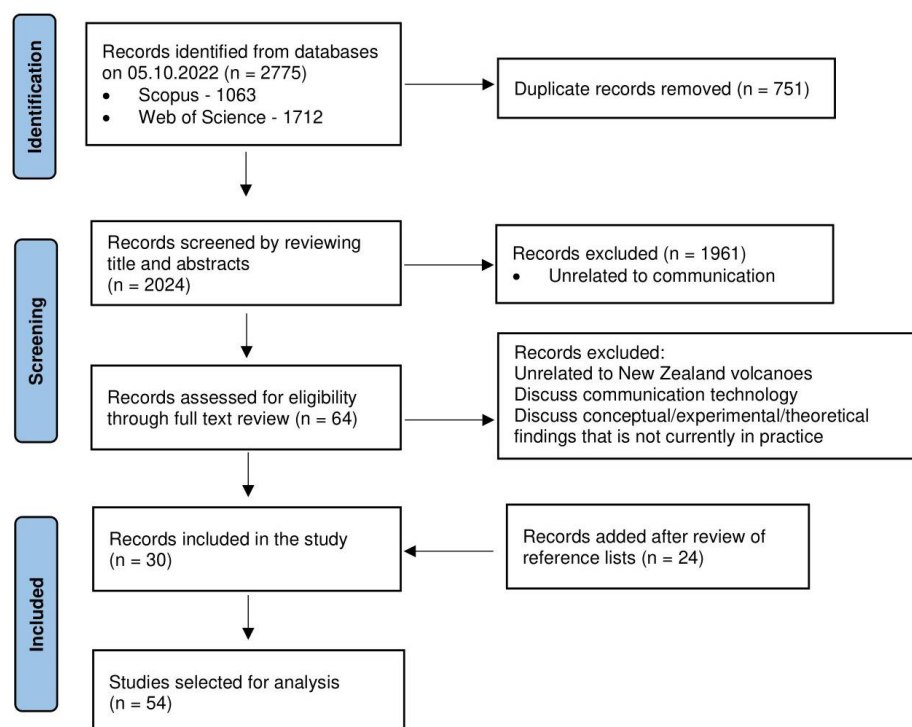 Identification
Records identified from databases
on 05.10.2022 (n = 2775)
• Scopus - 1063
• Web of Science - 1712
Duplicate records removed (n = 751)
Screening
Records screened by reviewing
title and abstracts
(n = 2024)
Records excluded (n = 1961)
• Unrelated to communication
Records assessed for eligibility
through full text review (n = 64)
Records excluded:
Unrelated to New Zealand volcanoes
Discuss communication technology
Discuss conceptual/experimental/theoretical
findings that is not currently in practice
Included
Records included in the study
(n = 30)
Records added after review of
reference lists (n = 24)
Studies selected for analysis
(n = 54)